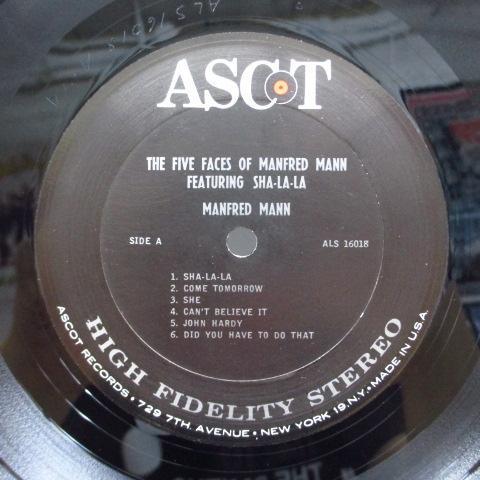 ALS 16018
ASCOT
THE FIVE FACES OF MANFRED MANN
FEATURING SHA-LA-LA
MANFRED MANN
SIDE A
ALS 16018
1. SHA-LA-LA
2. COME TOMORROW
3. SHE
4. CAN'T BELIEVE IT
5. JOHN HARDY
6. DID YOU HAVE TO DO THAT
HIGH FIDELITY STEREO
ASCOT RECORDS • 729 7TH. AVENUE • NEW YORK 19, N.Y. • MADE IN U.S.A.